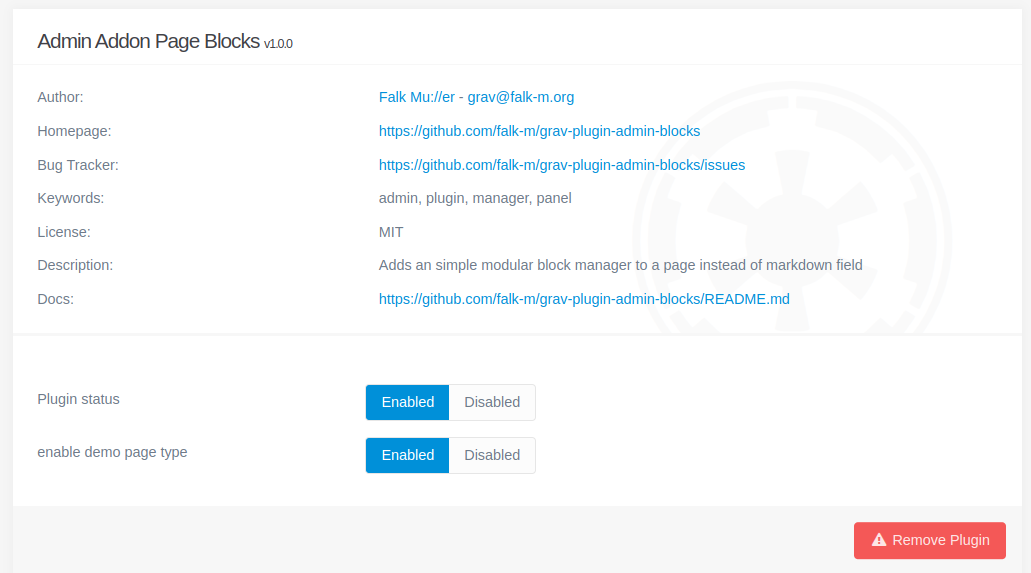 Admin Addon Page Blocks v1.0.0
Author: Falk Mu://er - grav@falk-m.org
Homepage: https://github.com/falk-m/grav-plugin-admin-blocks
Bug Tracker: https://github.com/falk-m/grav-plugin-admin-blocks/issues
Keywords: admin, plugin, manager, panel
License: MIT
Description: Adds an simple modular block manager to a page instead of markdown field
Docs: https://github.com/falk-m/grav-plugin-admin-blocks/README.md
Plugin status Enabled Disabled
enable demo page type Enabled Disabled
Remove Plugin